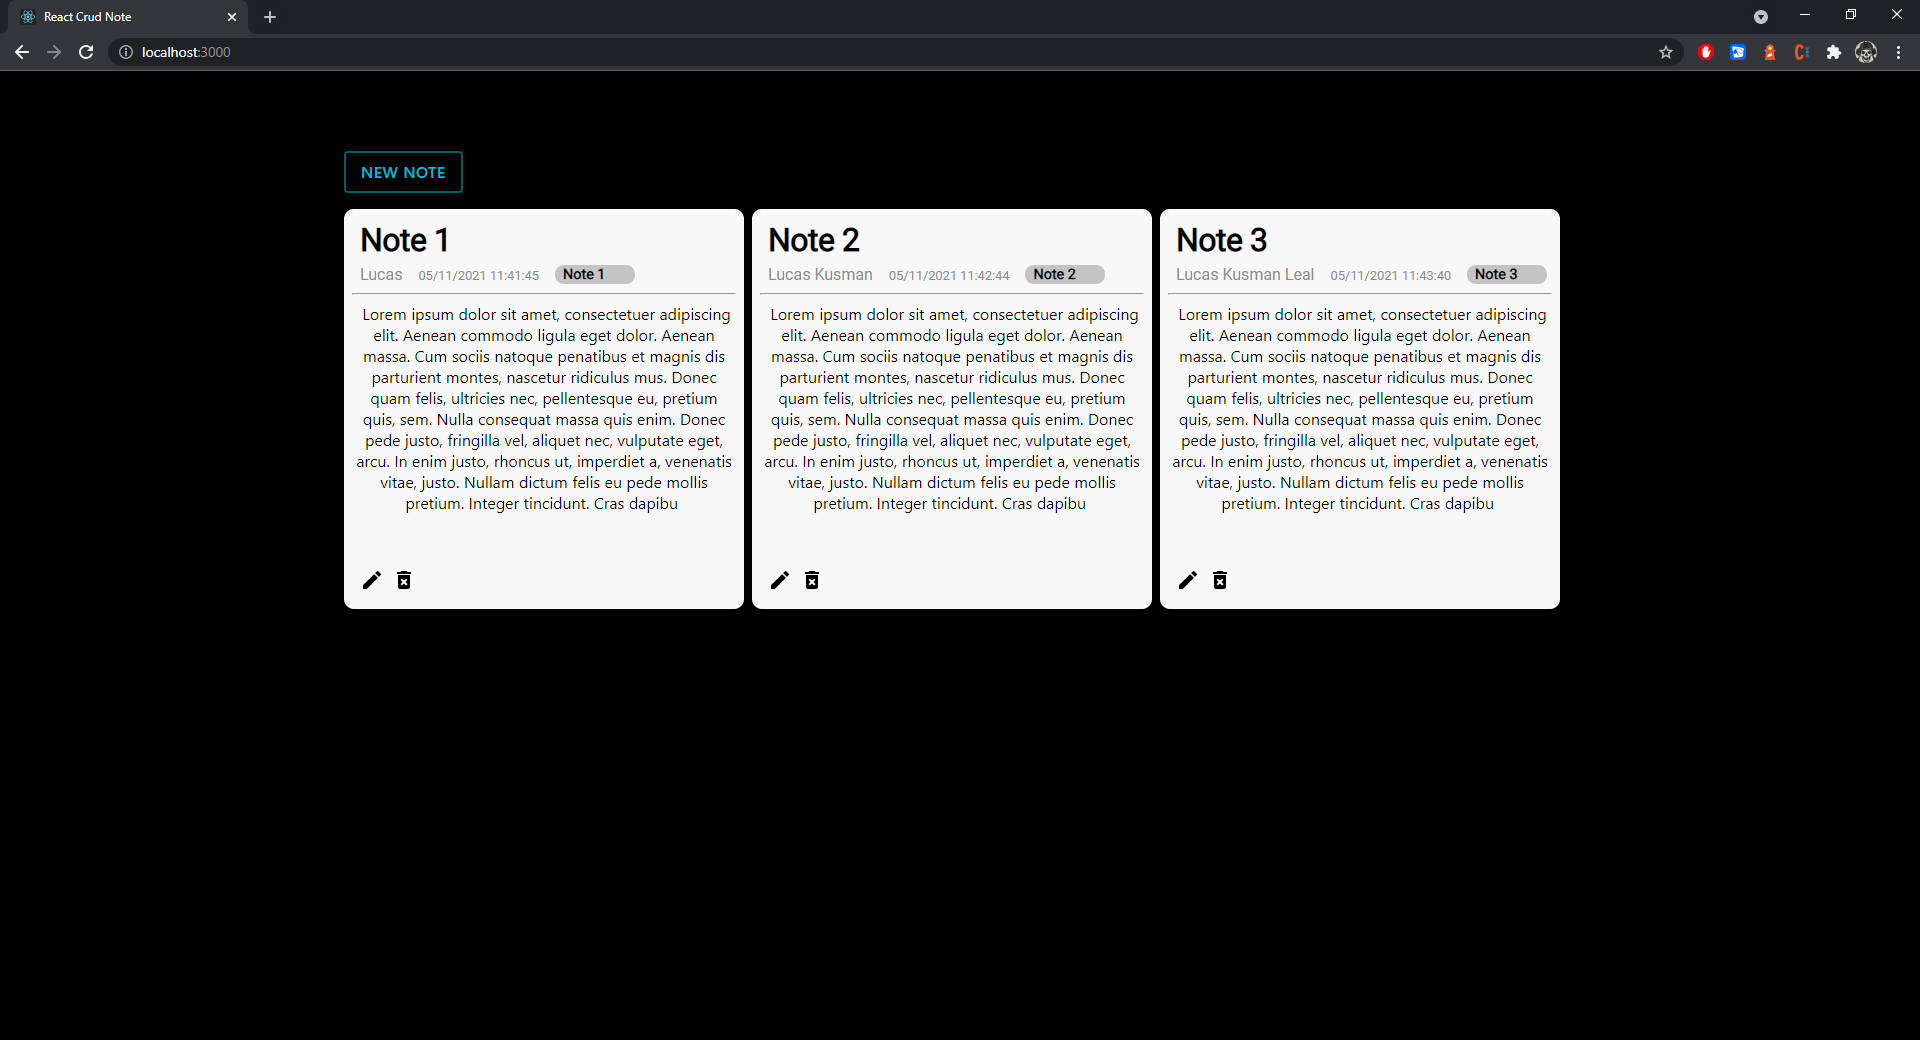 React Crud Note
localhost:3000
NEW NOTE
Note 1
Lucas 05/11/2021 11:41:45 Note 1
Lorem ipsum dolor sit amet, consectetuer adipiscing
elit. Aenean commodo ligula eget dolor. Aenean
massa. Cum sociis natoque penatibus et magnis dis
parturient montes, nascetur ridiculus mus. Donec
quam felis, ultricies nec, pellentesque eu, pretium
quis, sem. Nulla consequat massa quis enim. Donec
pede justo, fringilla vel, aliquet nec, vulputate eget,
arcu. In enim justo, rhoncus ut, imperdiet a, venenatis
vitae, justo. Nullam dictum felis eu pede mollis
pretium. Integer tincidunt. Cras dapibu
Note 2
Lucas Kusman 05/11/2021 11:42:44 Note 2
Lorem ipsum dolor sit amet, consectetuer adipiscing
elit. Aenean commodo ligula eget dolor. Aenean
massa. Cum sociis natoque penatibus et magnis dis
parturient montes, nascetur ridiculus mus. Donec
quam felis, ultricies nec, pellentesque eu, pretium
quis, sem. Nulla consequat massa quis enim. Donec
pede justo, fringilla vel, aliquet nec, vulputate eget,
arcu. In enim justo, rhoncus ut, imperdiet a, venenatis
vitae, justo. Nullam dictum felis eu pede mollis
pretium. Integer tincidunt. Cras dapibu
Note 3
Lucas Kusman Leal 05/11/2021 11:43:40 Note 3
Lorem ipsum dolor sit amet, consectetuer adipiscing
elit. Aenean commodo ligula eget dolor. Aenean
massa. Cum sociis natoque penatibus et magnis dis
parturient montes, nascetur ridiculus mus. Donec
quam felis, ultricies nec, pellentesque eu, pretium
quis, sem. Nulla consequat massa quis enim. Donec
pede justo, fringilla vel, aliquet nec, vulputate eget,
arcu. In enim justo, rhoncus ut, imperdiet a, venenatis
vitae, justo. Nullam dictum felis eu pede mollis
pretium. Integer tincidunt. Cras dapibu